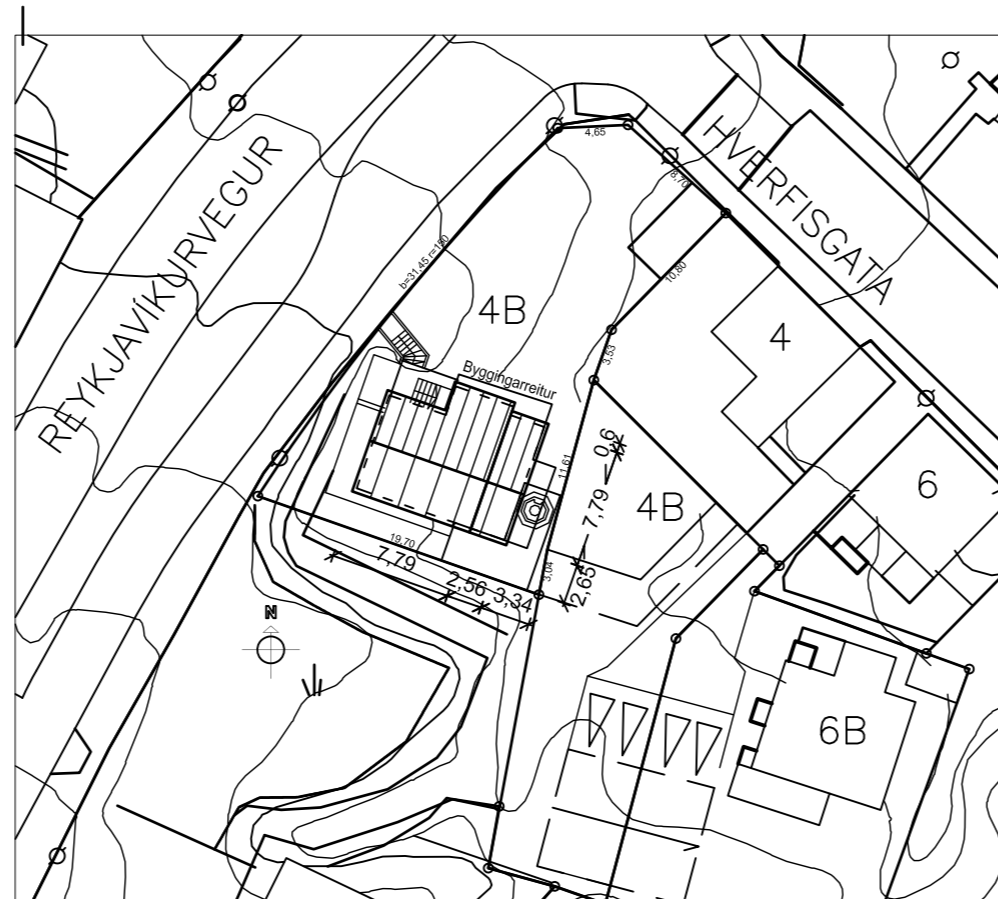 HVERFISGATA
4,65
8,70
REYKJAVÍKURVEGUR
b=31,45 r=180
10,80
4B
4
3,53
Byggingarreitur
11,61
0,6
7,79
4B
6
19,70
7,79
2,56
3,34
3,04
2,65
N
6B